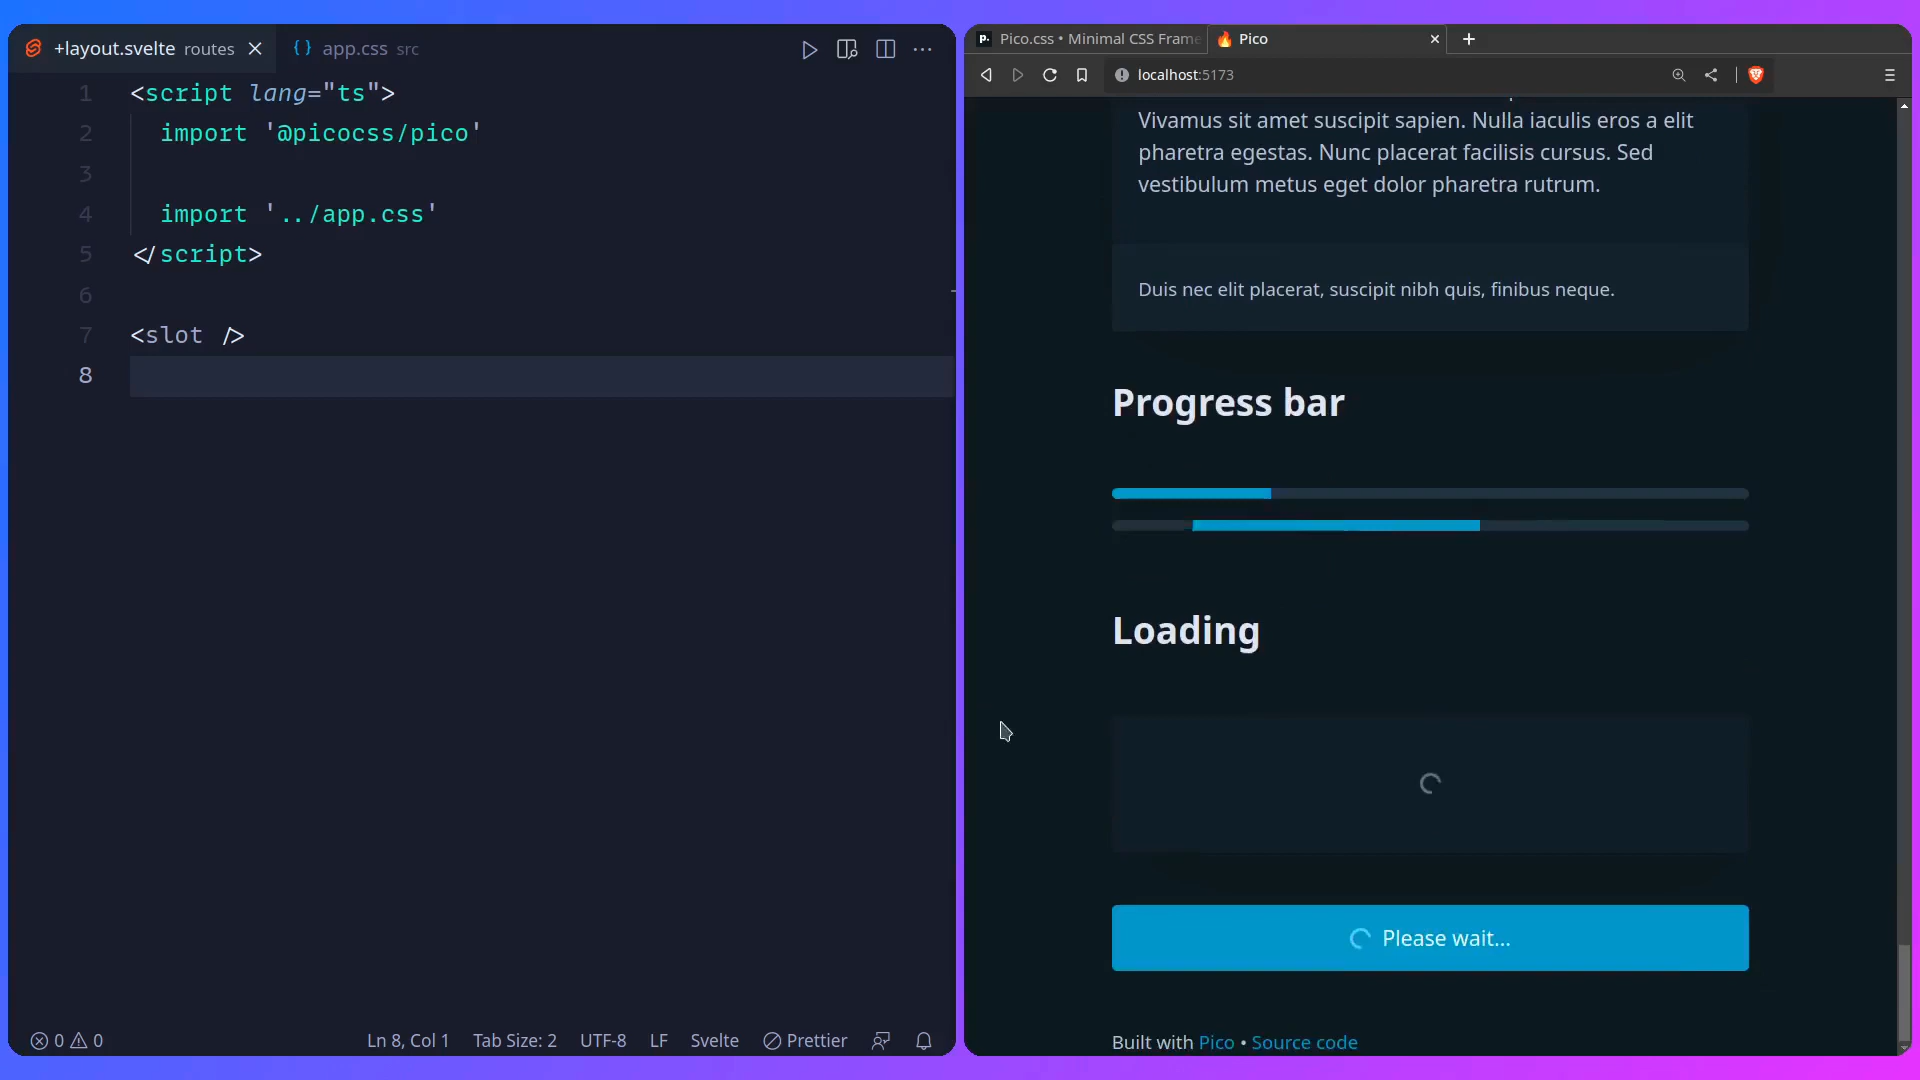 +layout.svelte routes
app.css src
1 <script lang="ts">
2 import '@picocss/pico'
3
4 import '../app.css'
5 </script>
6
7 <slot />
8
0 0 Ln 8, Col 1 Tab Size: 2 UTF-8 LF Svelte Prettier
p. Pico.css • Minimal CSS Frame
Pico
localhost:5173
Vivamus sit amet suscipit sapien. Nulla iaculis eros a elit
pharetra egestas. Nunc placerat facilisis cursus. Sed
vestibulum metus eget dolor pharetra rutrum.
Duis nec elit placerat, suscipit nibh quis, finibus neque.
Progress bar
Loading
Please wait…
Built with Pico • Source code